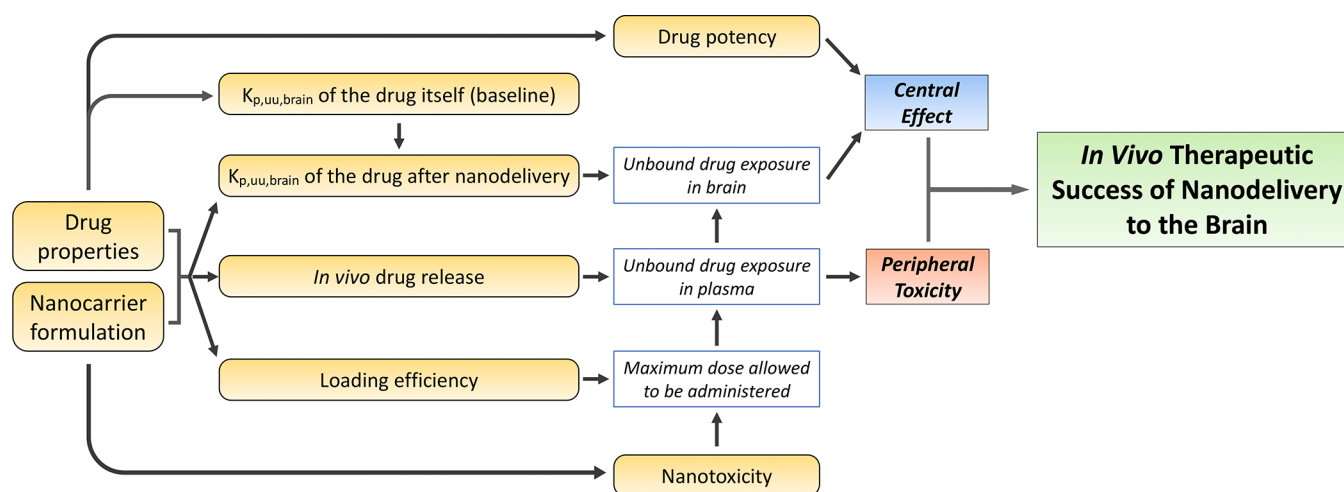 Drug potency
K_p,uu,brain of the drug itself (baseline)
Central
Effect
K_p,uu,brain of the drug after nanodelivery
Unbound drug exposure
in brain
In Vivo Therapeutic
Success of Nanodelivery
to the Brain
Drug
properties
Nanocarrier
formulation
In vivo drug release
Unbound drug exposure
in plasma
Peripheral
Toxicity
Loading efficiency
Maximum dose allowed
to be administered
Nanotoxicity